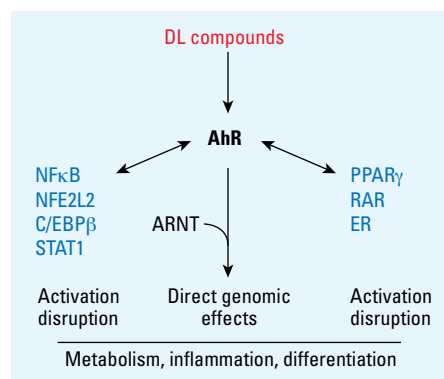 DL compounds
AhR
NFκB
NFE2L2
C/EBPβ
STAT1
ARNT
PPARγ
RAR
ER
Activation
disruption
Direct genomic
effects
Activation
disruption
Metabolism, inflammation, differentiation